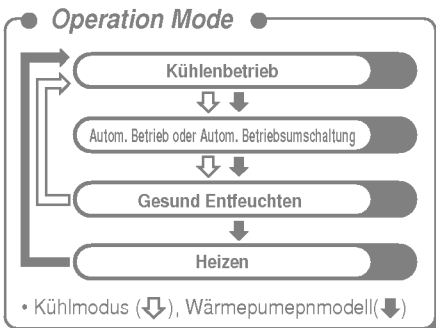 Operation Mode
Kühlenbetrieb
Autom. Betrieb oder Autom. Betriebsumschaltung
Gesund Entfeuchten
Heizen
• Kühlmodus (⇩), Wärmepumepnmodell(🡇)